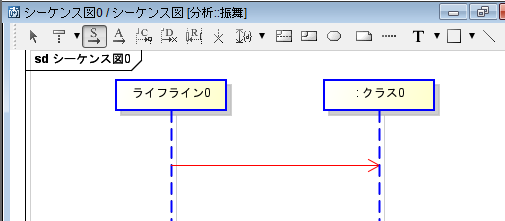 シーケンス図0 / シーケンス図 [分析::振舞]
S A C D R X {d} T
sd シーケンス図0
ライフライン0
: クラス0